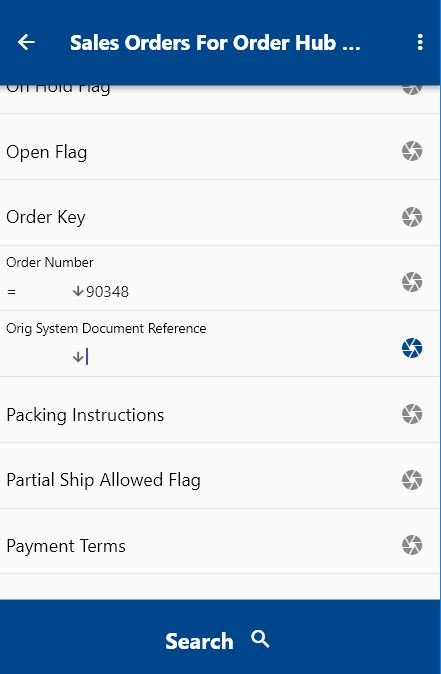 Sales Orders For Order Hub ...
On Hold Flag
Open Flag
Order Key
Order Number
= 90348
Orig System Document Reference
Packing Instructions
Partial Ship Allowed Flag
Payment Terms
Search